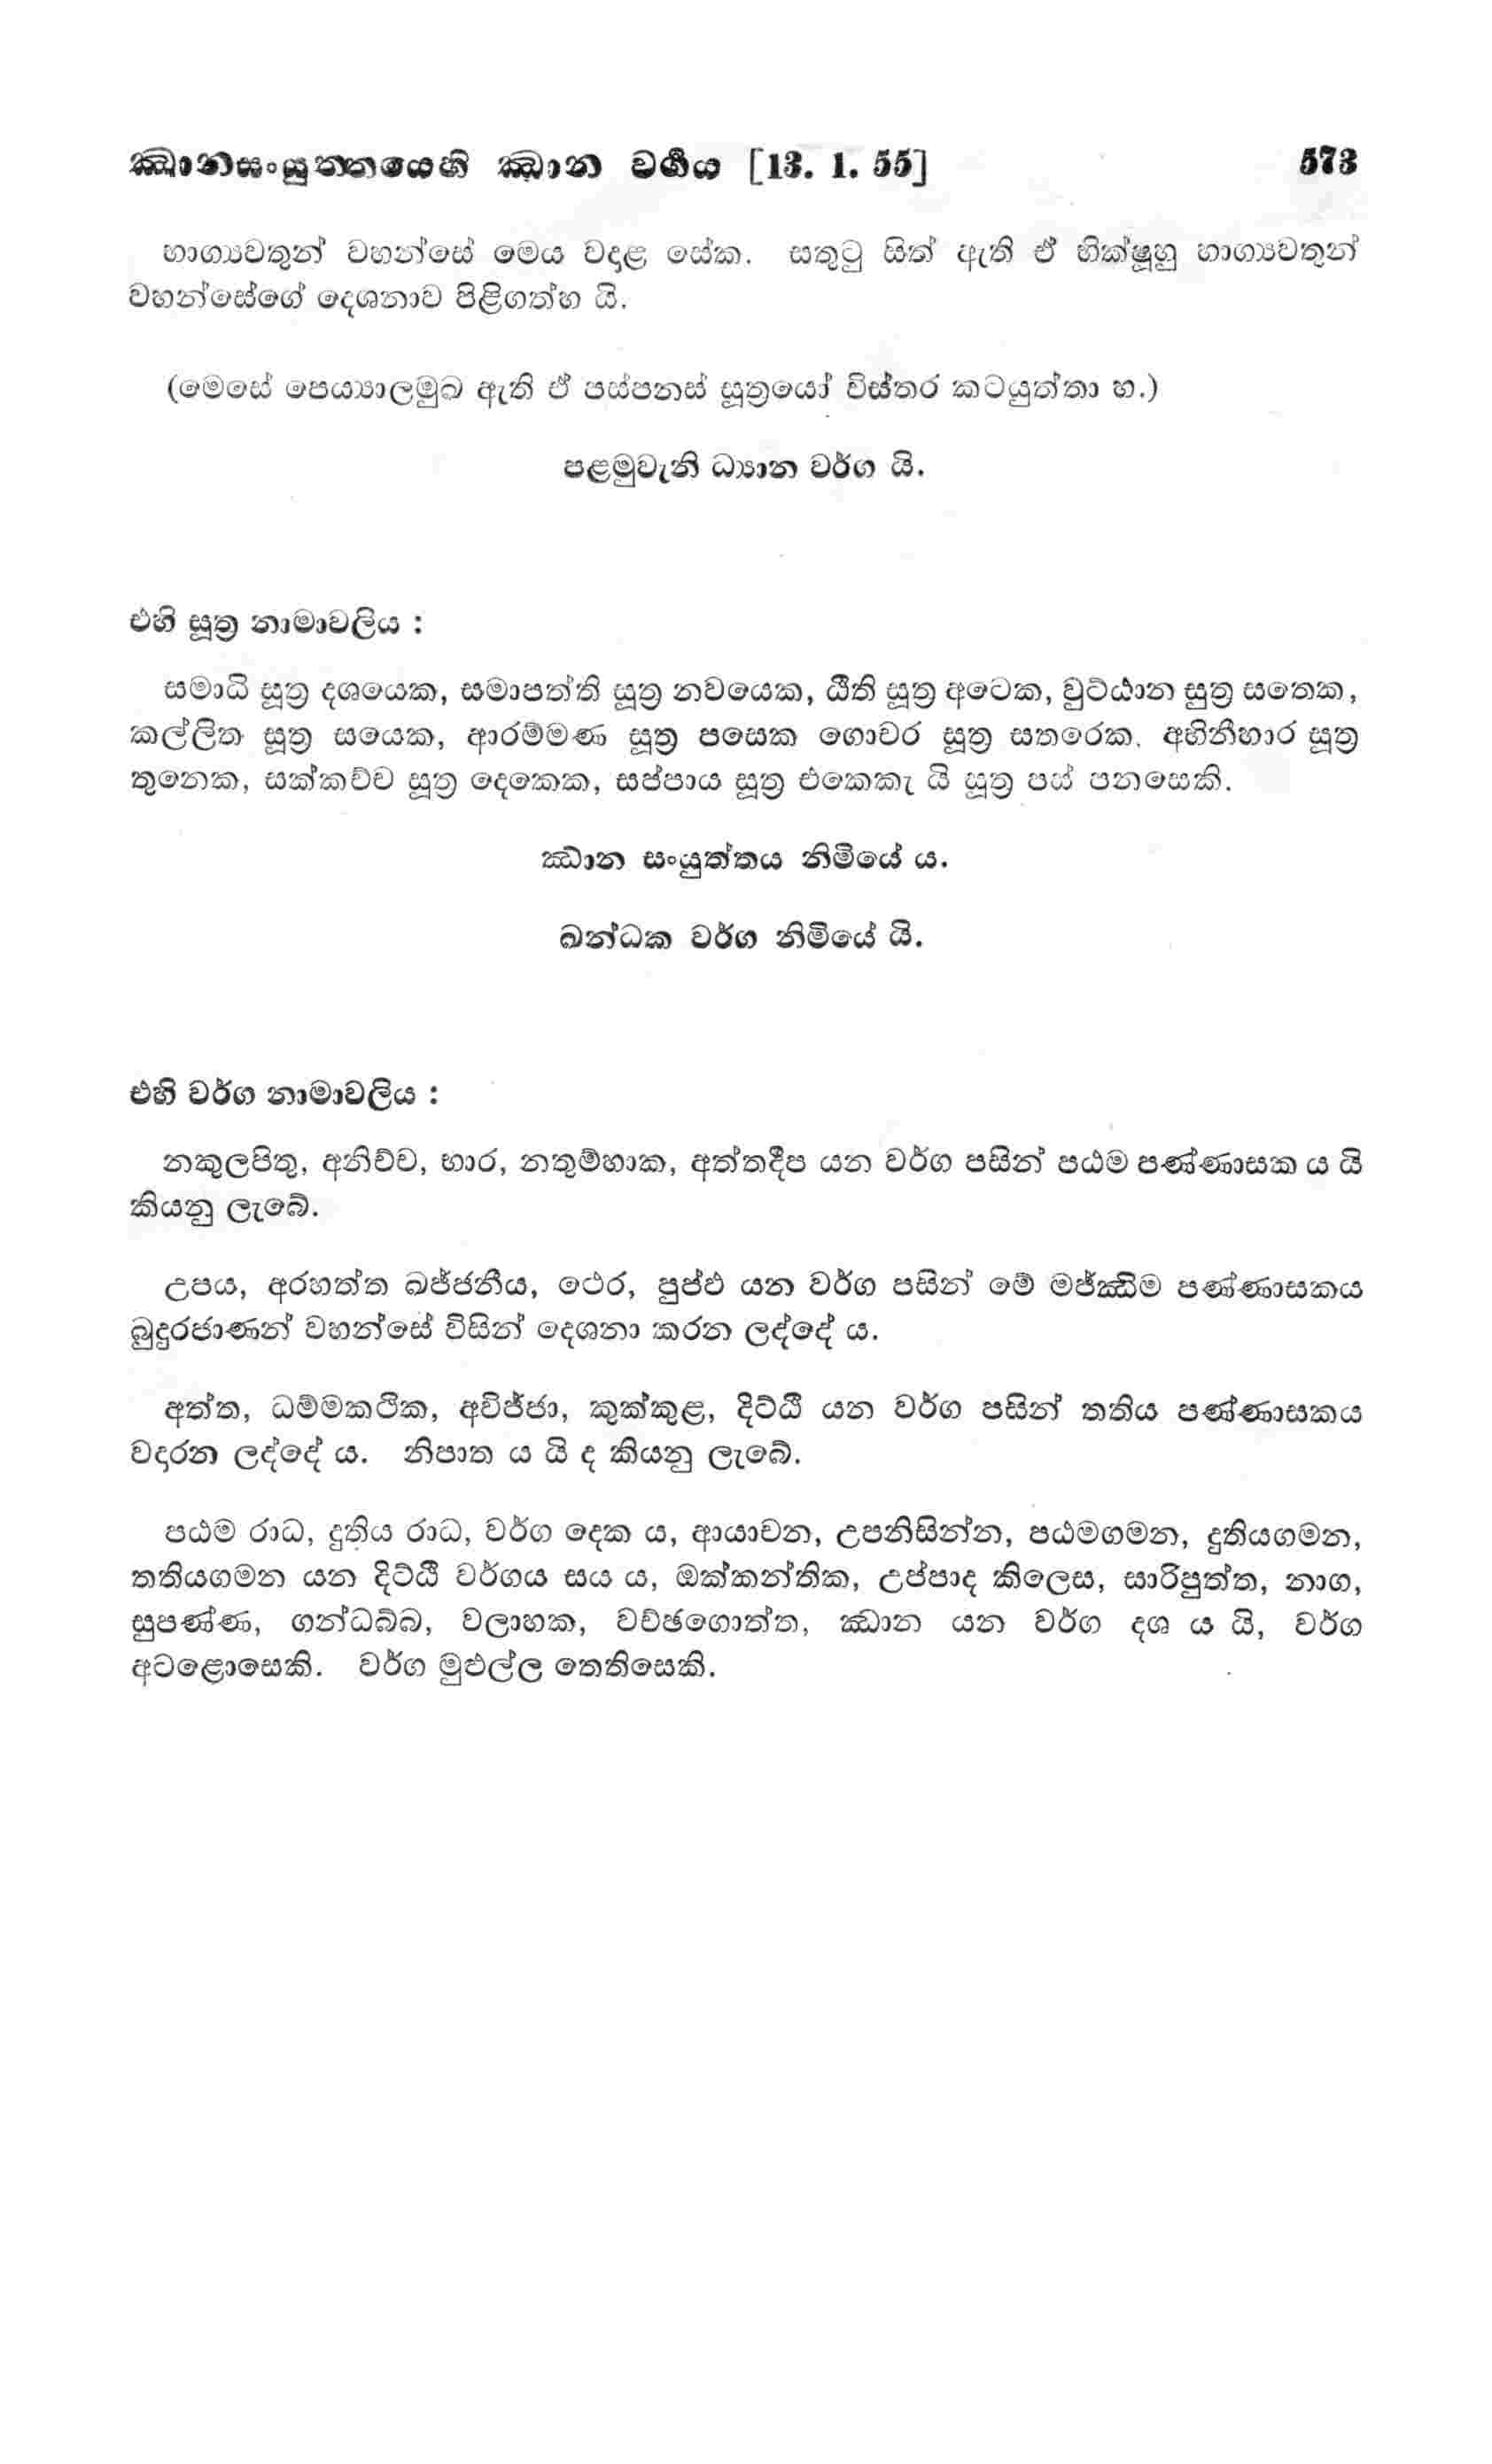 ඣානසංයුත්තයෙහි ඣාන වර්ගය [13. 1. 55] 573
භාග්‍යවතුන් වහන්සේ මෙය වදාළ සේක. සතුටු සිත් ඇති ඒ භික්ෂූහු භාග්‍යවතුන්
වහන්සේගේ දෙශනාව පිළිගත්හ යි.
(මෙසේ පෙය්‍යාලමුඛ ඇති ඒ පස්පනස් සූත්‍රයෝ විස්තර කටයුත්තා හ.)
පළමුවැනි ධ්‍යාන වර්ග යි.
එහි සූත්‍ර නාමාවලිය :
සමාධි සූත්‍ර දශයෙක, සමාපත්ති සූත්‍ර නවයෙක, ඨීති සූත්‍ර අටෙක, වුට්ඨාන සුත්‍ර සතෙක,
කල්ලිත සූත්‍ර සයෙක, ආරම්මණ සූත්‍ර පසෙක ගොචර සූත්‍ර සතරෙක, අභිනීහාර සූත්‍ර
තුනෙක, සක්කච්ච සූත්‍ර දෙකෙක, සප්පාය සූත්‍ර එකෙකැ යි සූත්‍ර පස් පනසෙකි.
ඣාන සංයුත්තය නිමියේ ය.
ඛන්ධක වර්ග නිමියේ යි.
එහි වර්ග නාමාවලිය :
නකුලපිතු, අනිච්ච, භාර, නතුම්හාක, අත්තදීප යන වර්ග පසින් පඨම පණ්ණාසක ය යි
කියනු ලැබේ.
උපය, අරහත්ත ඛජ්ජනීය, ථෙර, පුප්ඵ යන වර්ග පසින් මේ මජ්ඣිම පණ්ණාසකය
බුදුරජාණන් වහන්සේ විසින් දෙශනා කරන ලද්දේ ය.
අත්ත, ධම්මකථික, අවිජ්ජා, කුක්කුළ, දිට්ඨී යන වර්ග පසින් තතිය පණ්ණාසකය
වදාරන ලද්දේ ය. නිපාත ය යි ද කියනු ලැබේ.
පඨම රාධ, දුතිය රාධ, වර්ග දෙක ය, ආයාචන, උපනිසින්න, පඨමගමන, දුතියගමන,
තතියගමන යන දිට්ඨී වර්ගය සය ය, ඔක්කන්තික, උප්පාද කිලෙස, සාරිපුත්ත, නාග,
සුපණ්ණ, ගන්ධබ්බ, වලාහක, වච්ඡගොත්ත, ඣාන යන වර්ග දශ ය යි, වර්ග
අටළොසෙකි. වර්ග මුළුල්ල තෙතිසෙකි.